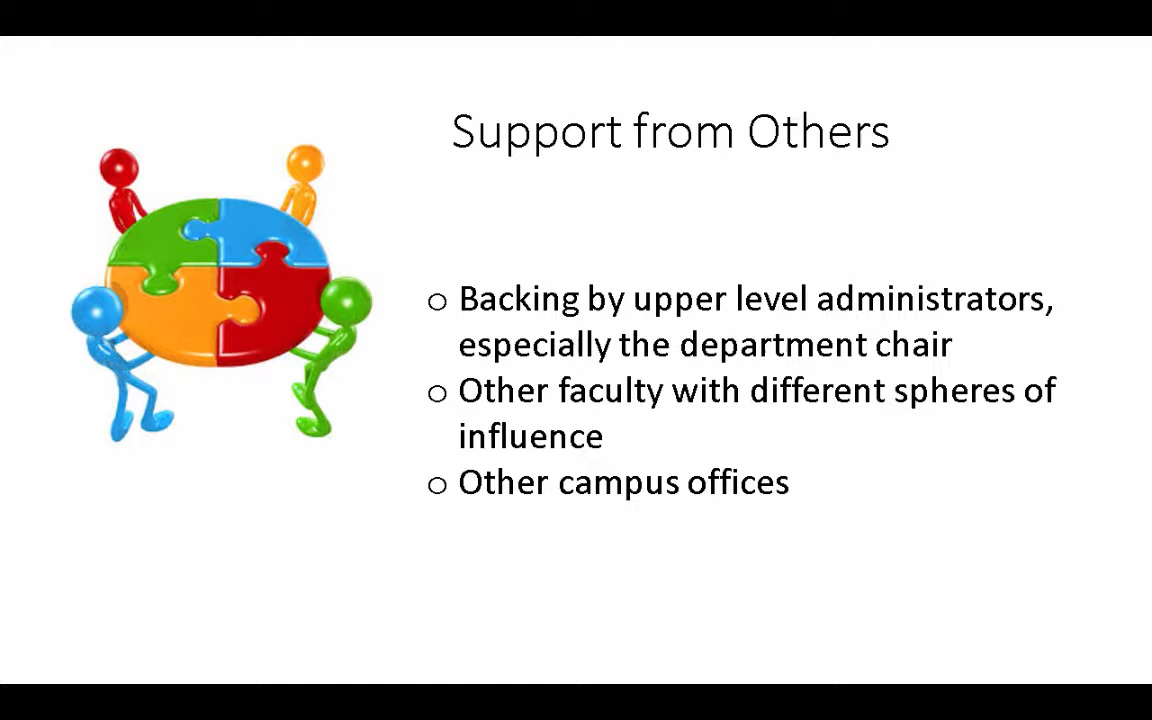 Support from Others
o Backing by upper level administrators,
especially the department chair
o Other faculty with different spheres of
influence
o Other campus offices